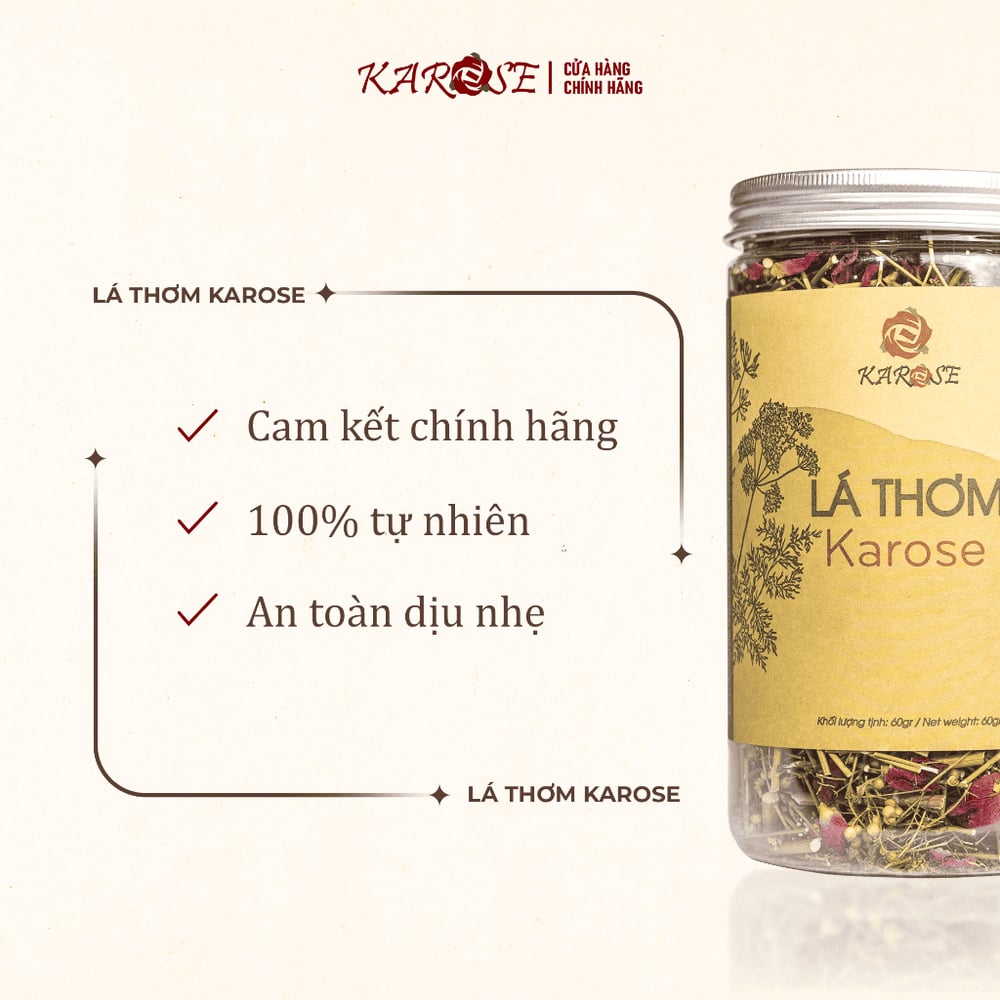 KAROSE
CỬA HÀNG
CHÍNH HÃNG
LÁ THƠM KAROSE
Cam kết chính hãng
100% tự nhiên
An toàn dịu nhẹ
LÁ THƠM KAROSE
KAROSE
LÁ THƠM
Karose
Khối lượng tịnh: 60gr / Net weight: 60g